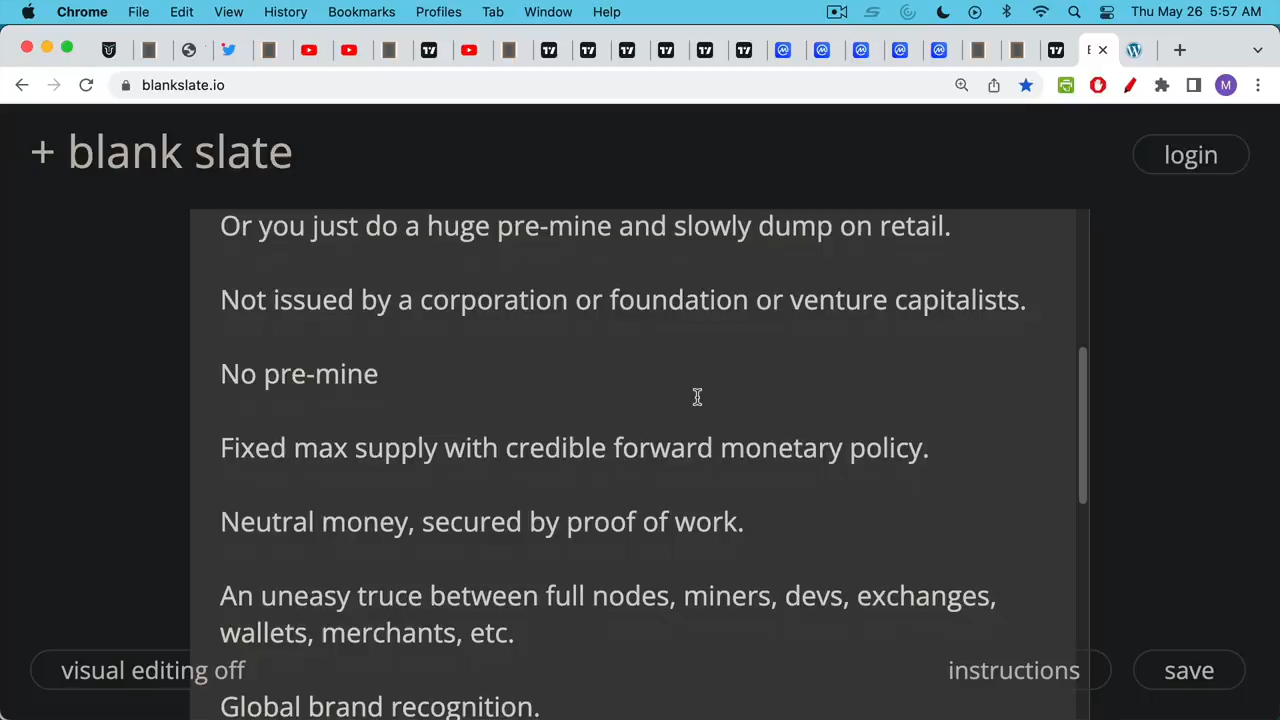 Chrome File Edit View History Bookmarks Profiles Tab Window Help Thu May 26 5:57 AM
blankslate.io
M
+ blank slate
login
Or you just do a huge pre-mine and slowly dump on retail.
Not issued by a corporation or foundation or venture capitalists.
No pre-mine
Fixed max supply with credible forward monetary policy.
Neutral money, secured by proof of work.
An uneasy truce between full nodes, miners, devs, exchanges,
wallets, merchants, etc.
visual editing off
instructions
save
Global brand recognition.